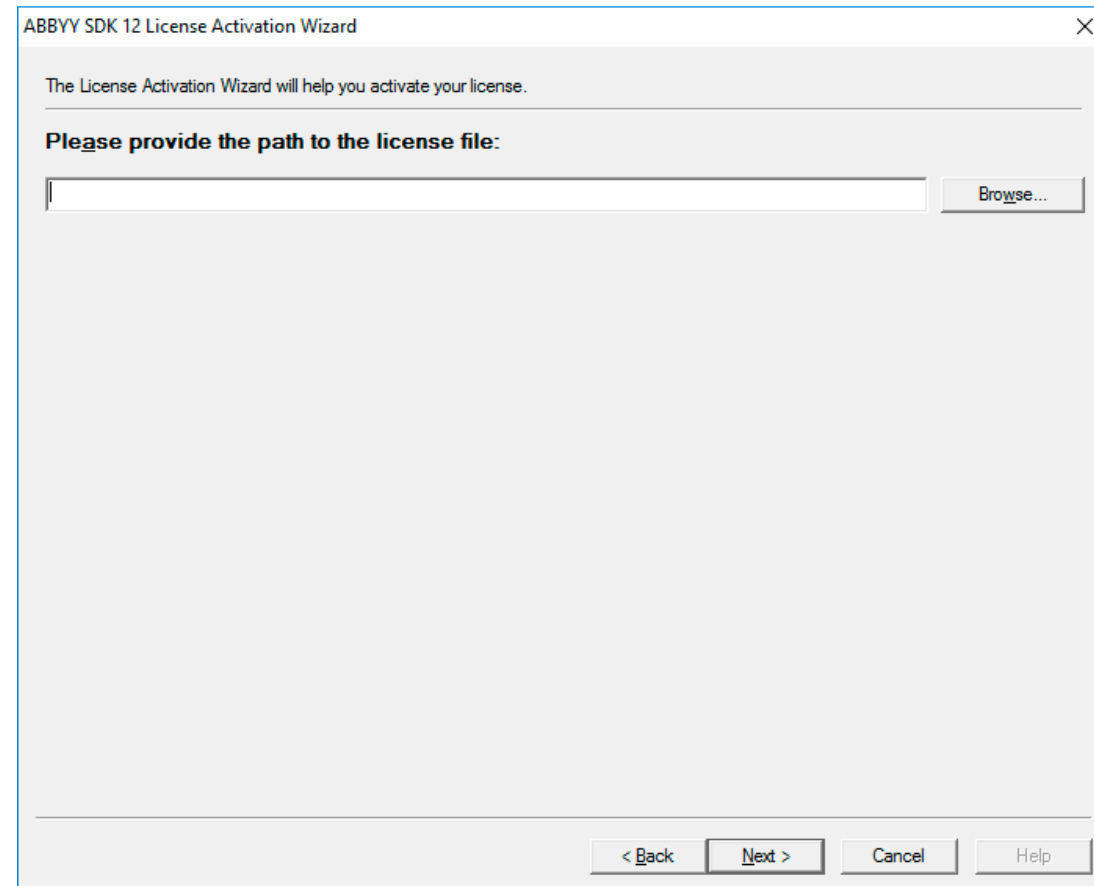 ABBYY SDK 12 License Activation Wizard
The License Activation Wizard will help you activate your license.
Please provide the path to the license file:
Browse...
< Back Next > Cancel Help